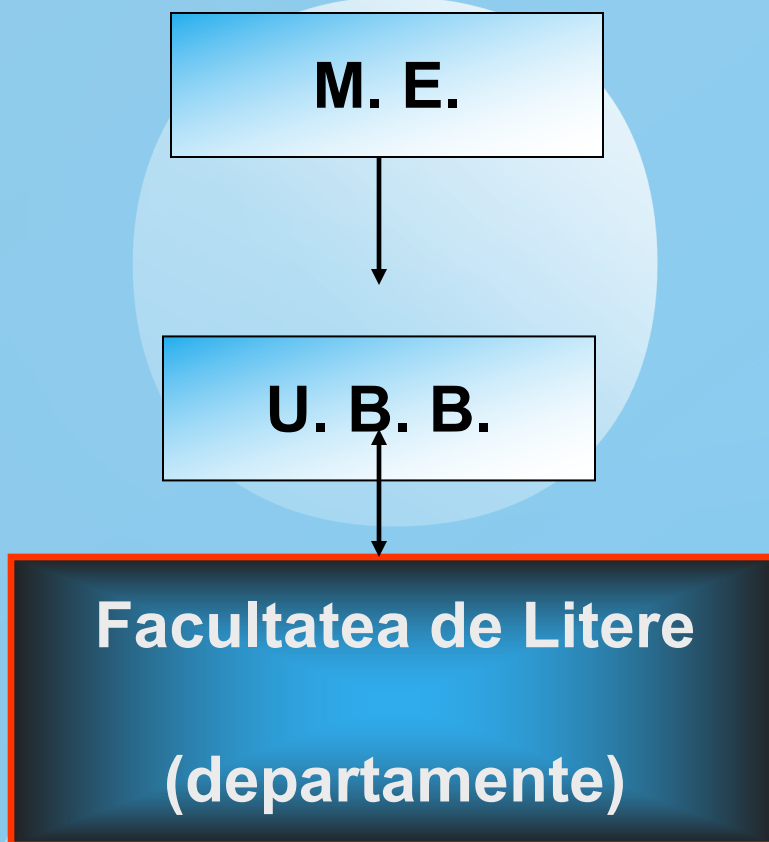 M. E.
U. B. B.
Facultatea de Litere
(departamente)